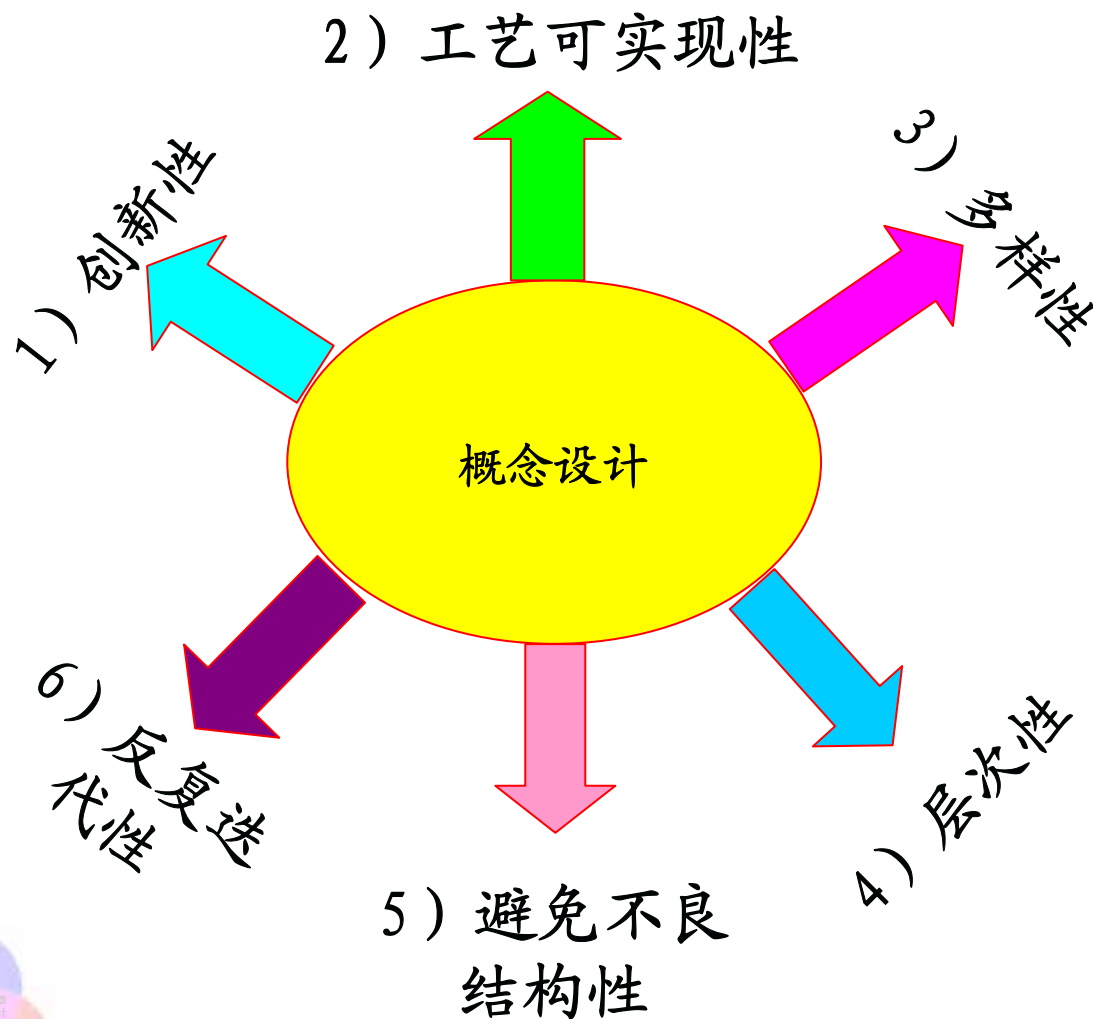 2）工艺可实现性
1）创新性
3）多样性
概念设计
6）反复迭
代性
4）层次性
5）避免不良
结构性